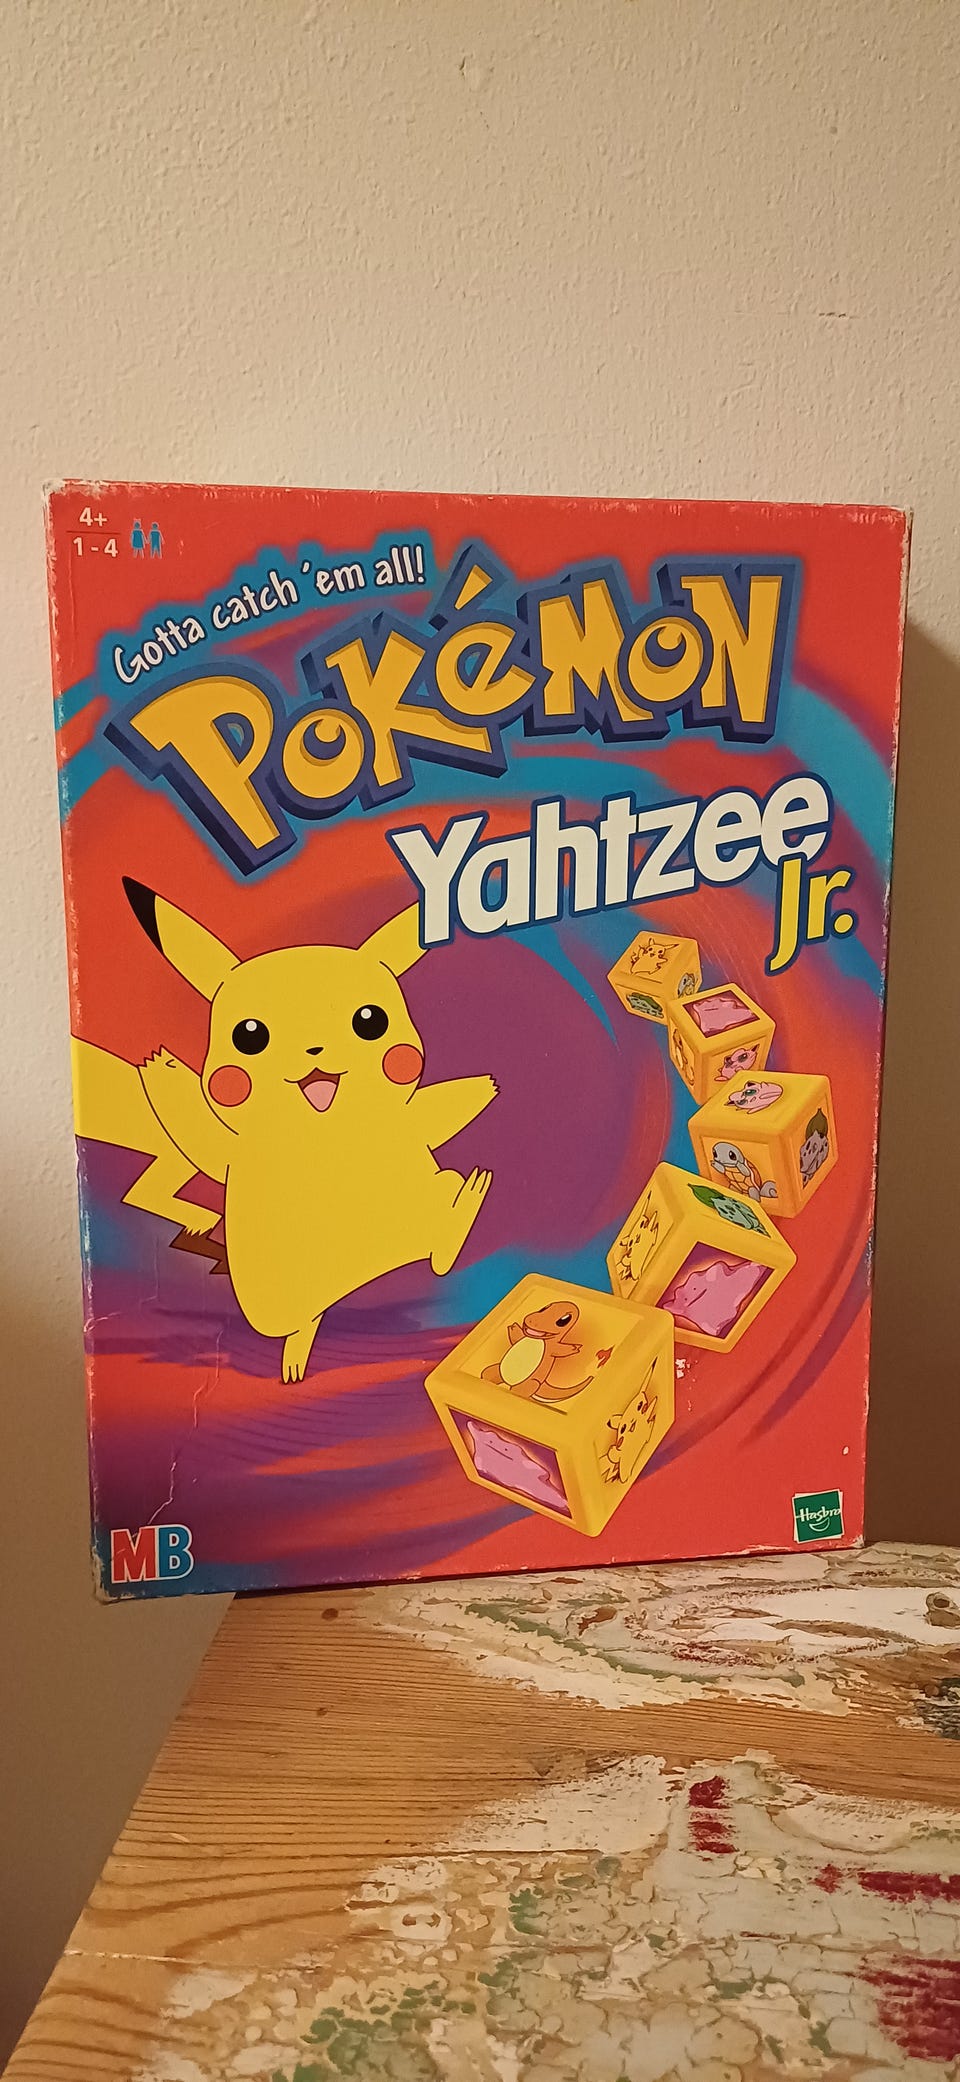 4+
1 - 4
Gotta catch 'em all!
POKéMON
Yahtzee
Jr.
MB
Hasbro